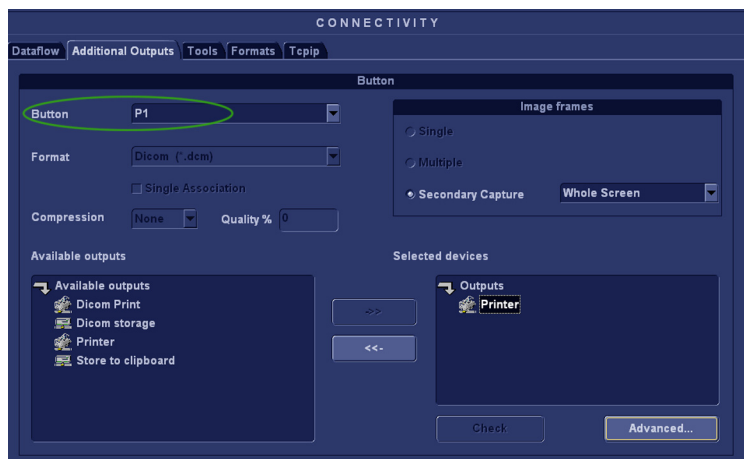 CONNECTIVITY
Dataflow Additional Outputs Tools Formats Tcpip
Button
Button P1
Format Dicom (*.dcm)
Single Association
Compression None Quality % 0
Image frames
Single
Multiple
Secondary Capture Whole Screen
Available outputs
Available outputs
Dicom Print
Dicom storage
Printer
Store to clipboard
->>
<<-
Selected devices
Outputs
Printer
Check
Advanced...